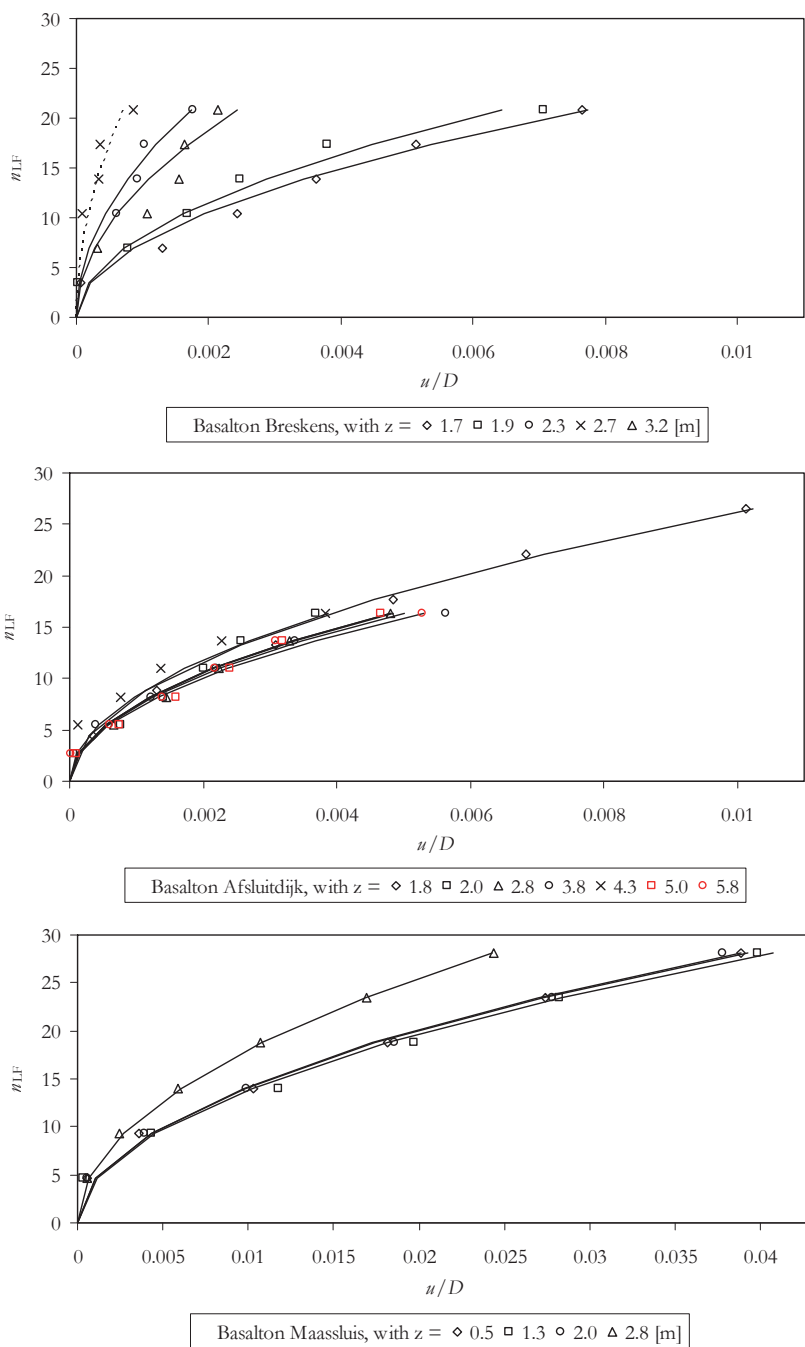 30
25
20
15
10
5
0
n_LF
0 0.002 0.004 0.006 0.008 0.01
u/D
Basalton Breskens, with z = 1.7 1.9 2.3 2.7 3.2 [m]
30
25
20
15
10
5
0
n_LF
0 0.002 0.004 0.006 0.008 0.01
u/D
Basalton Afsluitdijk, with z = 1.8 2.0 2.8 3.8 4.3 5.0 5.8
30
25
20
15
10
5
0
n_LF
0 0.005 0.01 0.015 0.02 0.025 0.03 0.035 0.04
u/D
Basalton Maassluis, with z = 0.5 1.3 2.0 2.8 [m]